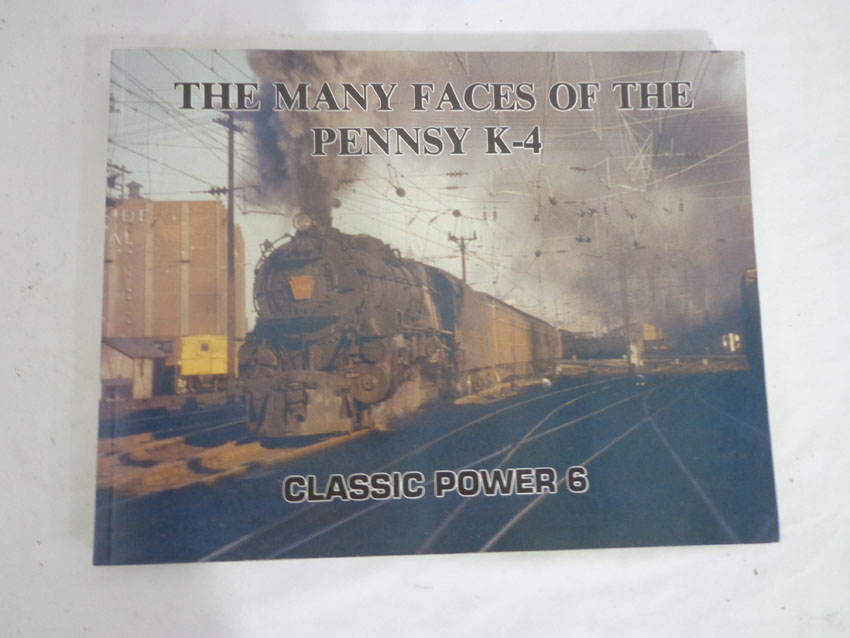 THE MANY FACES OF THE
PENNSY K-4
CLASSIC POWER 6